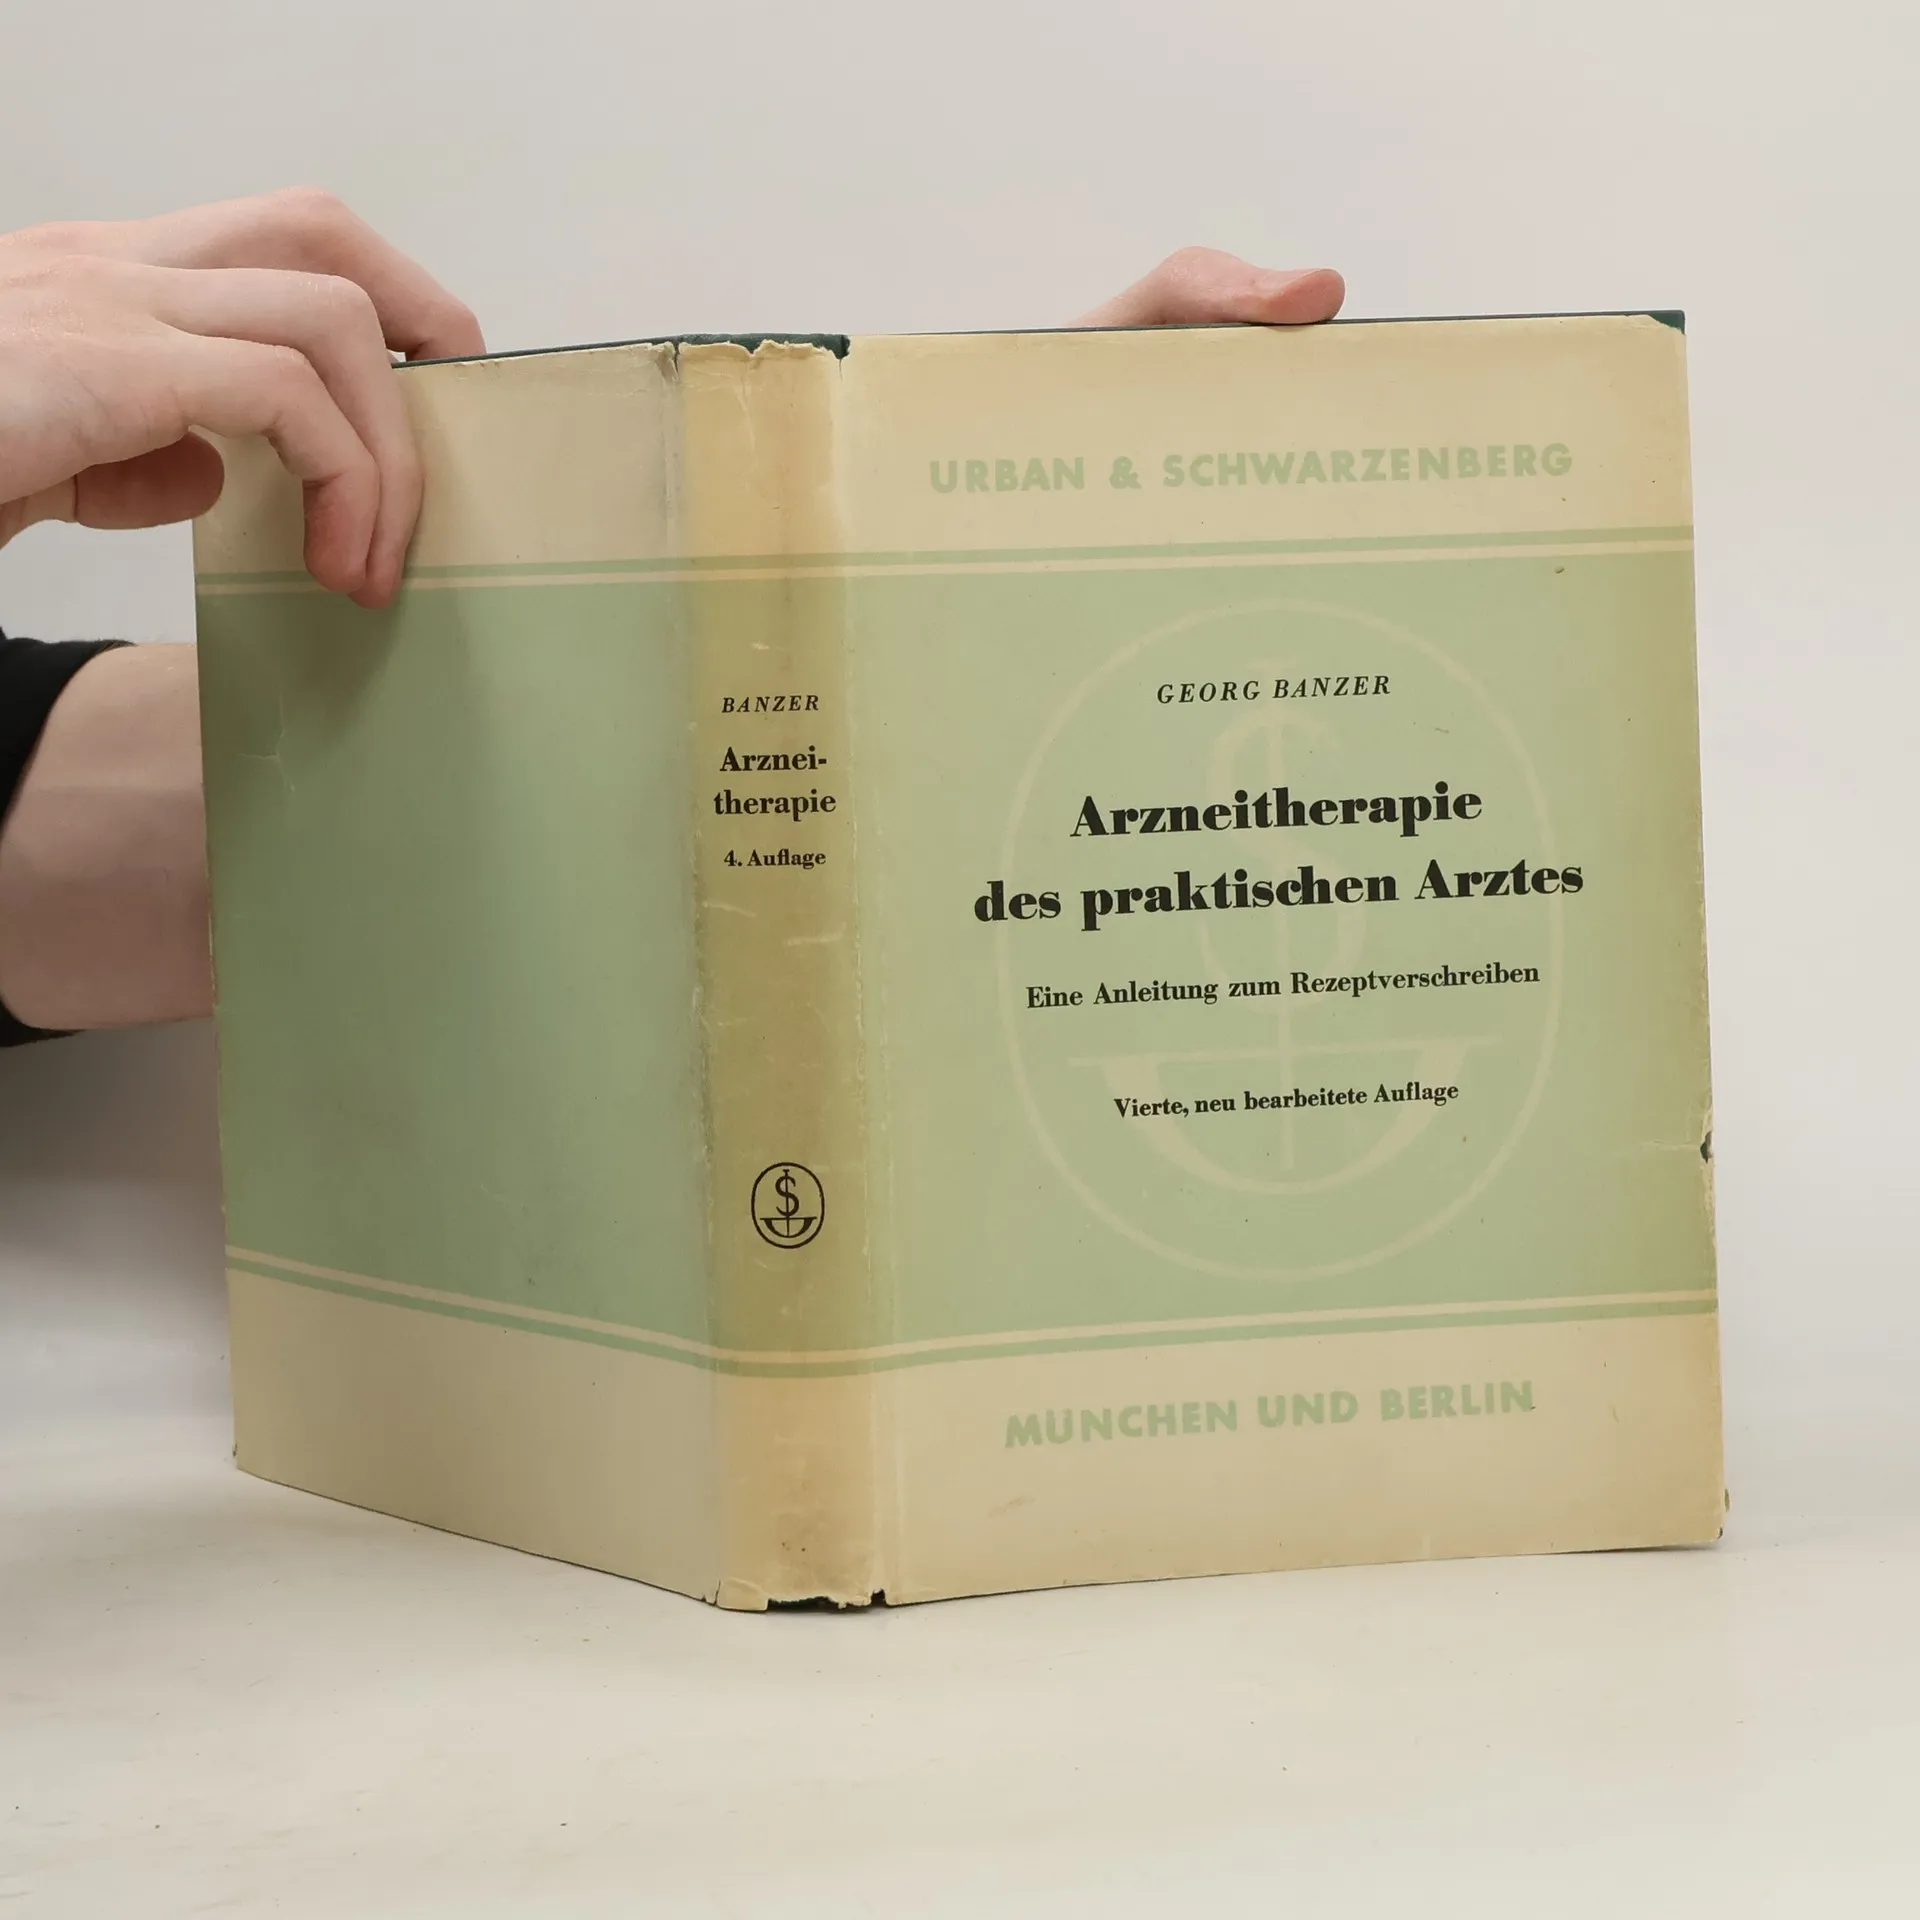 BANZER
Arznei-
therapie
4. Auflage
URBAN & SCHWARZENBERG
GEORG BANZER
Arzneitherapie
des praktischen Arztes
Eine Anleitung zum Rezeptverschreiben
Vierte, neu bearbeitete Auflage
MÜNCHEN UND BERLIN